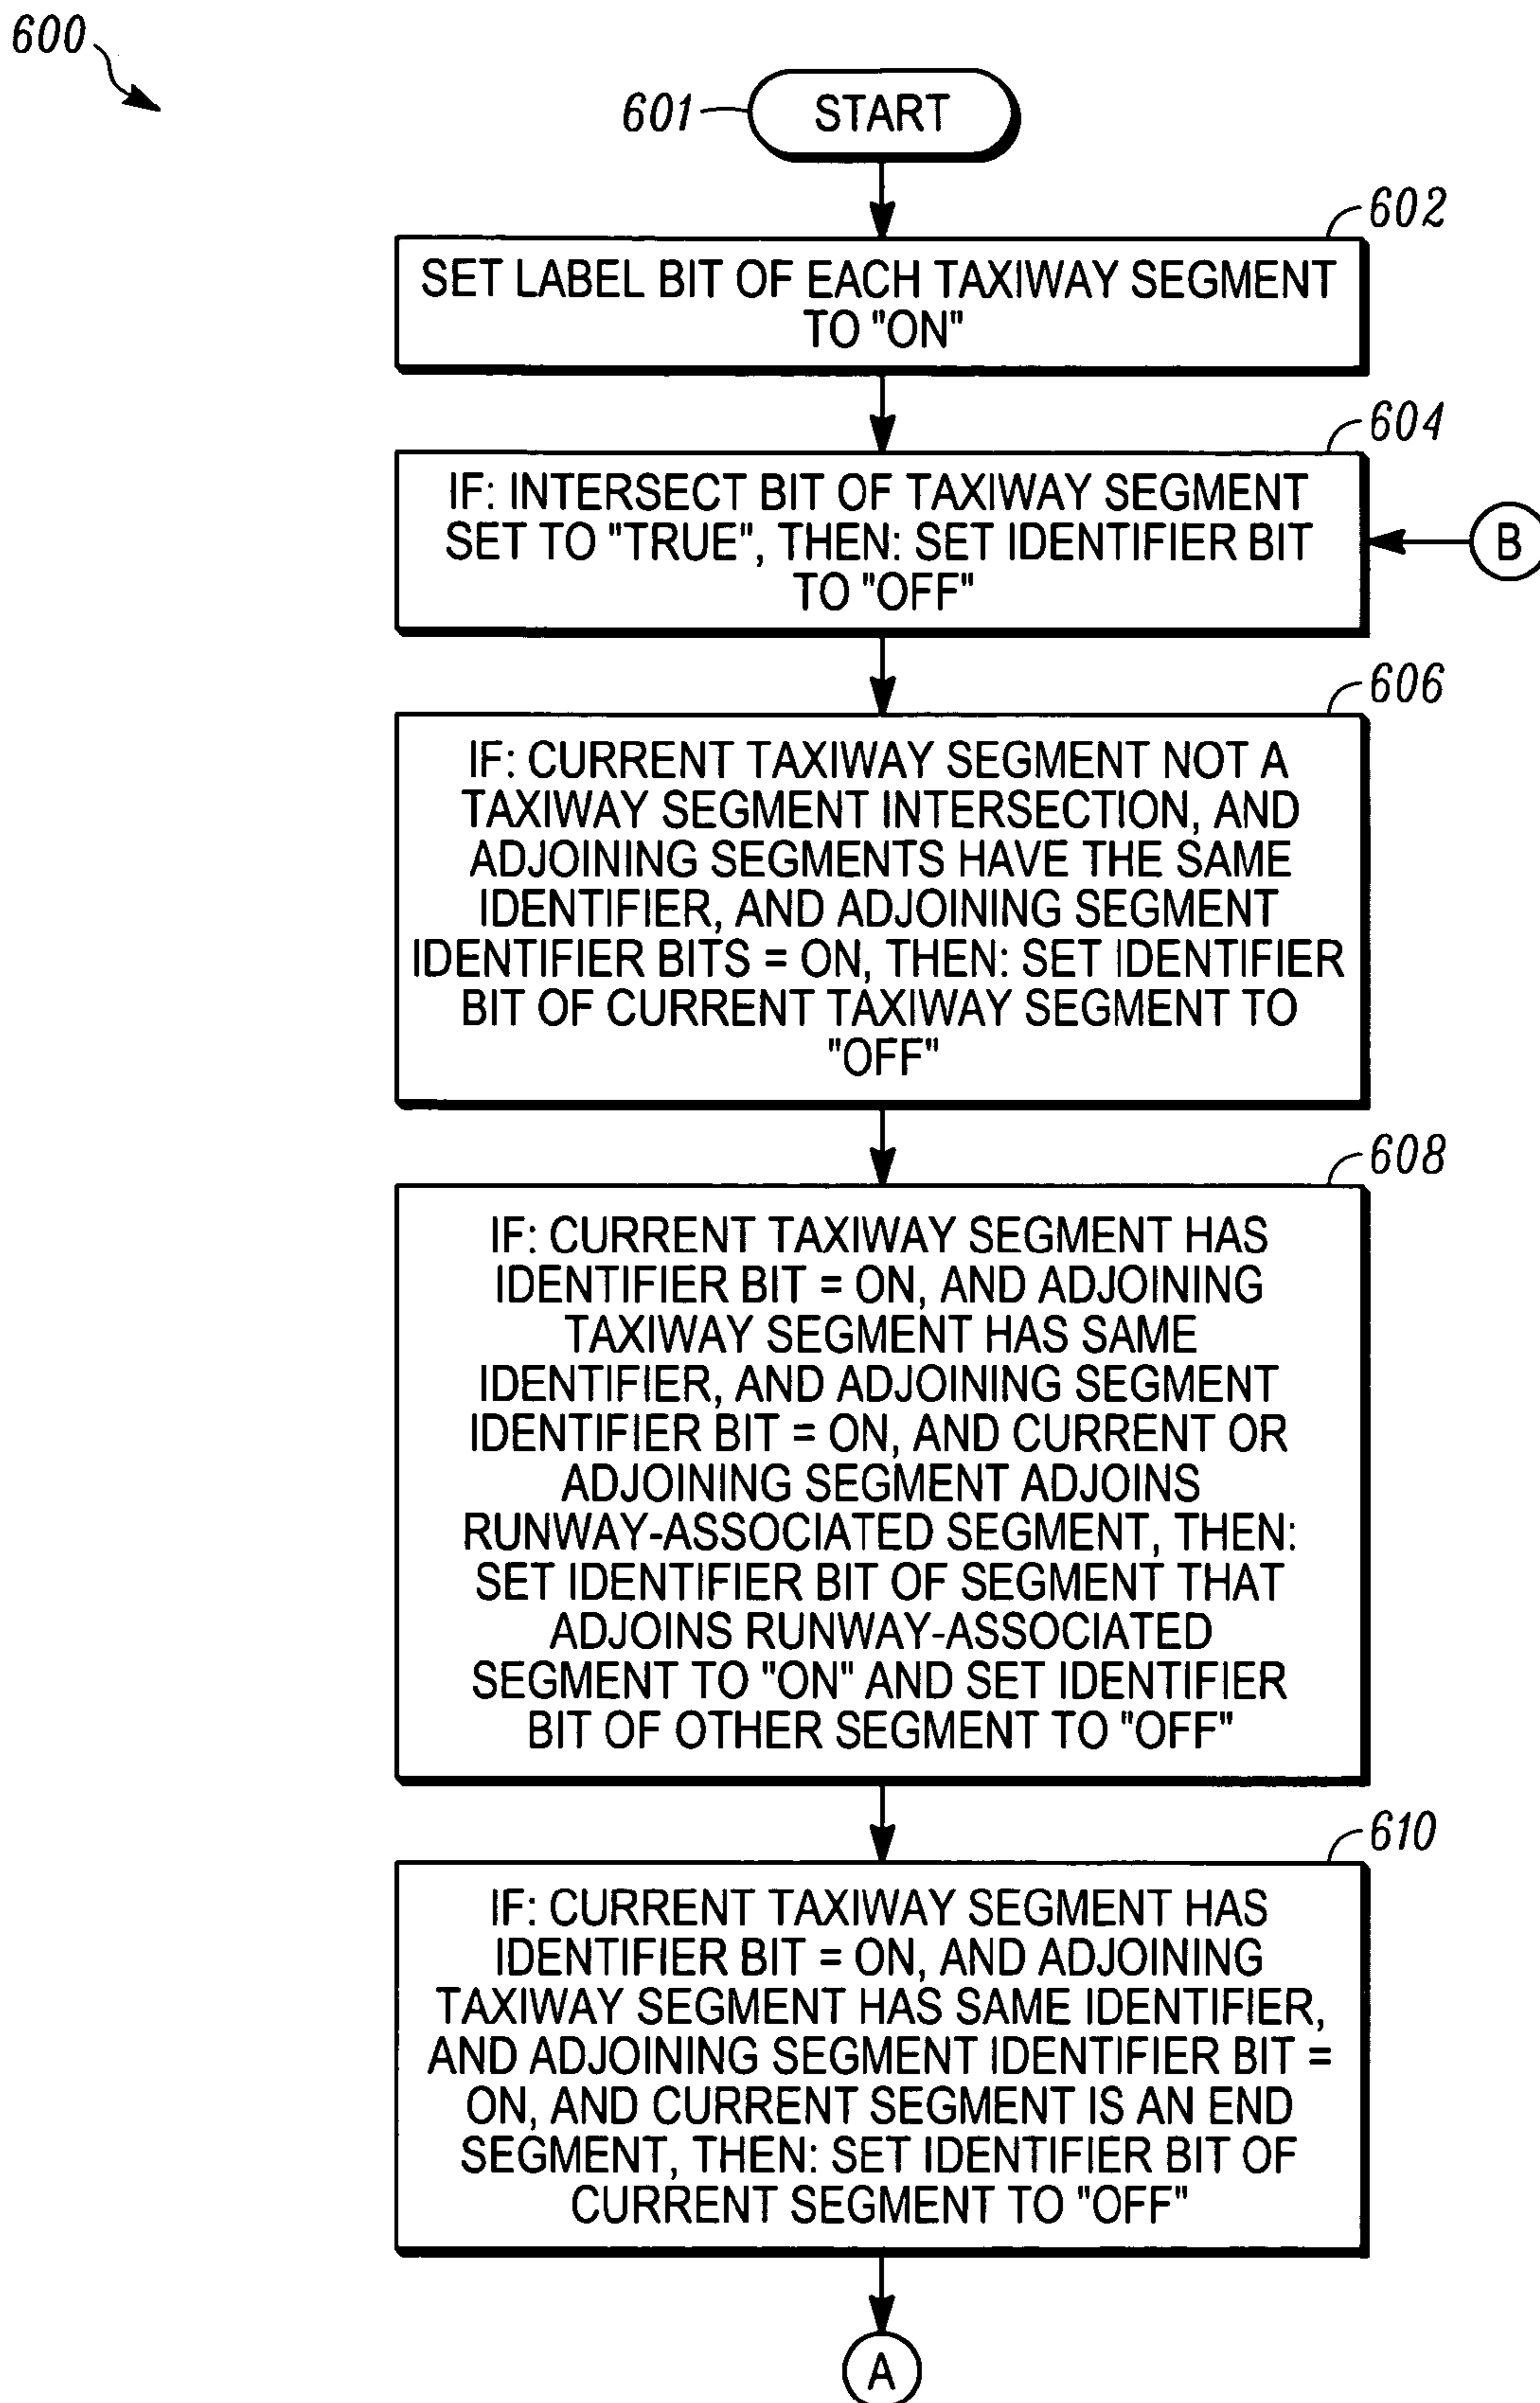 600
601
START
602
SET LABEL BIT OF EACH TAXIWAY SEGMENT
TO "ON"
604
IF: INTERSECT BIT OF TAXIWAY SEGMENT
SET TO "TRUE", THEN: SET IDENTIFIER BIT
TO "OFF"
B
606
IF: CURRENT TAXIWAY SEGMENT NOT A
TAXIWAY SEGMENT INTERSECTION, AND
ADJOINING SEGMENTS HAVE THE SAME
IDENTIFIER, AND ADJOINING SEGMENT
IDENTIFIER BITS = ON, THEN: SET IDENTIFIER
BIT OF CURRENT TAXIWAY SEGMENT TO
"OFF"
608
IF: CURRENT TAXIWAY SEGMENT HAS
IDENTIFIER BIT = ON, AND ADJOINING
TAXIWAY SEGMENT HAS SAME
IDENTIFIER, AND ADJOINING SEGMENT
IDENTIFIER BIT = ON, AND CURRENT OR
ADJOINING SEGMENT ADJOINS
RUNWAY-ASSOCIATED SEGMENT, THEN:
SET IDENTIFIER BIT OF SEGMENT THAT
ADJOINS RUNWAY-ASSOCIATED
SEGMENT TO "ON" AND SET IDENTIFIER
BIT OF OTHER SEGMENT TO "OFF"
610
IF: CURRENT TAXIWAY SEGMENT HAS
IDENTIFIER BIT = ON, AND ADJOINING
TAXIWAY SEGMENT HAS SAME IDENTIFIER,
AND ADJOINING SEGMENT IDENTIFIER BIT =
ON, AND CURRENT SEGMENT IS AN END
SEGMENT, THEN: SET IDENTIFIER BIT OF
CURRENT SEGMENT TO "OFF"
A